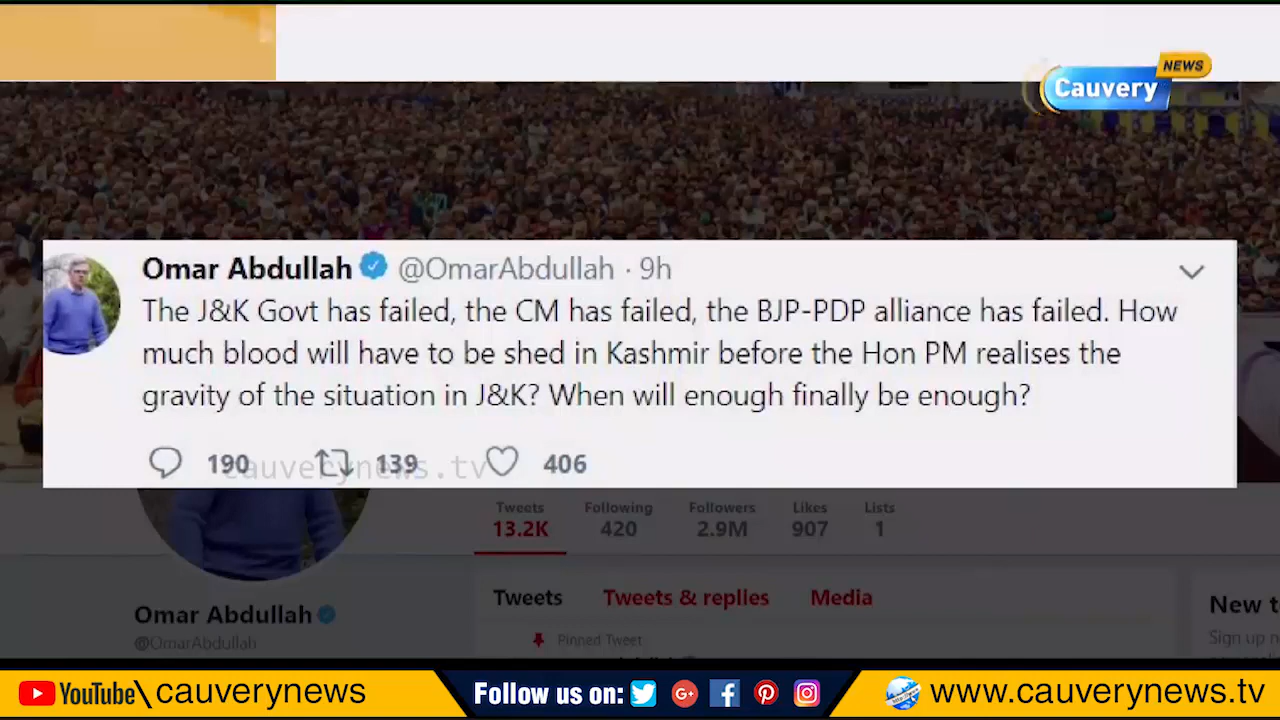 NEWS
Cauvery
Omar Abdullah @OmarAbdullah · 9h
The J&K Govt has failed, the CM has failed, the BJP-PDP alliance has failed. How
much blood will have to be shed in Kashmir before the Hon PM realises the
gravity of the situation in J&K? When will enough finally be enough?
190 139 406
cauverynews.tv
Tweets Following Followers Likes Lists
13.2K 420 2.9M 907 1
Omar Abdullah
@OmarAbdullah
Tweets Tweets & replies Media
Pinned Tweet
New t
Sign up n
YouTube\cauverynews
Follow us on:
www.cauverynews.tv